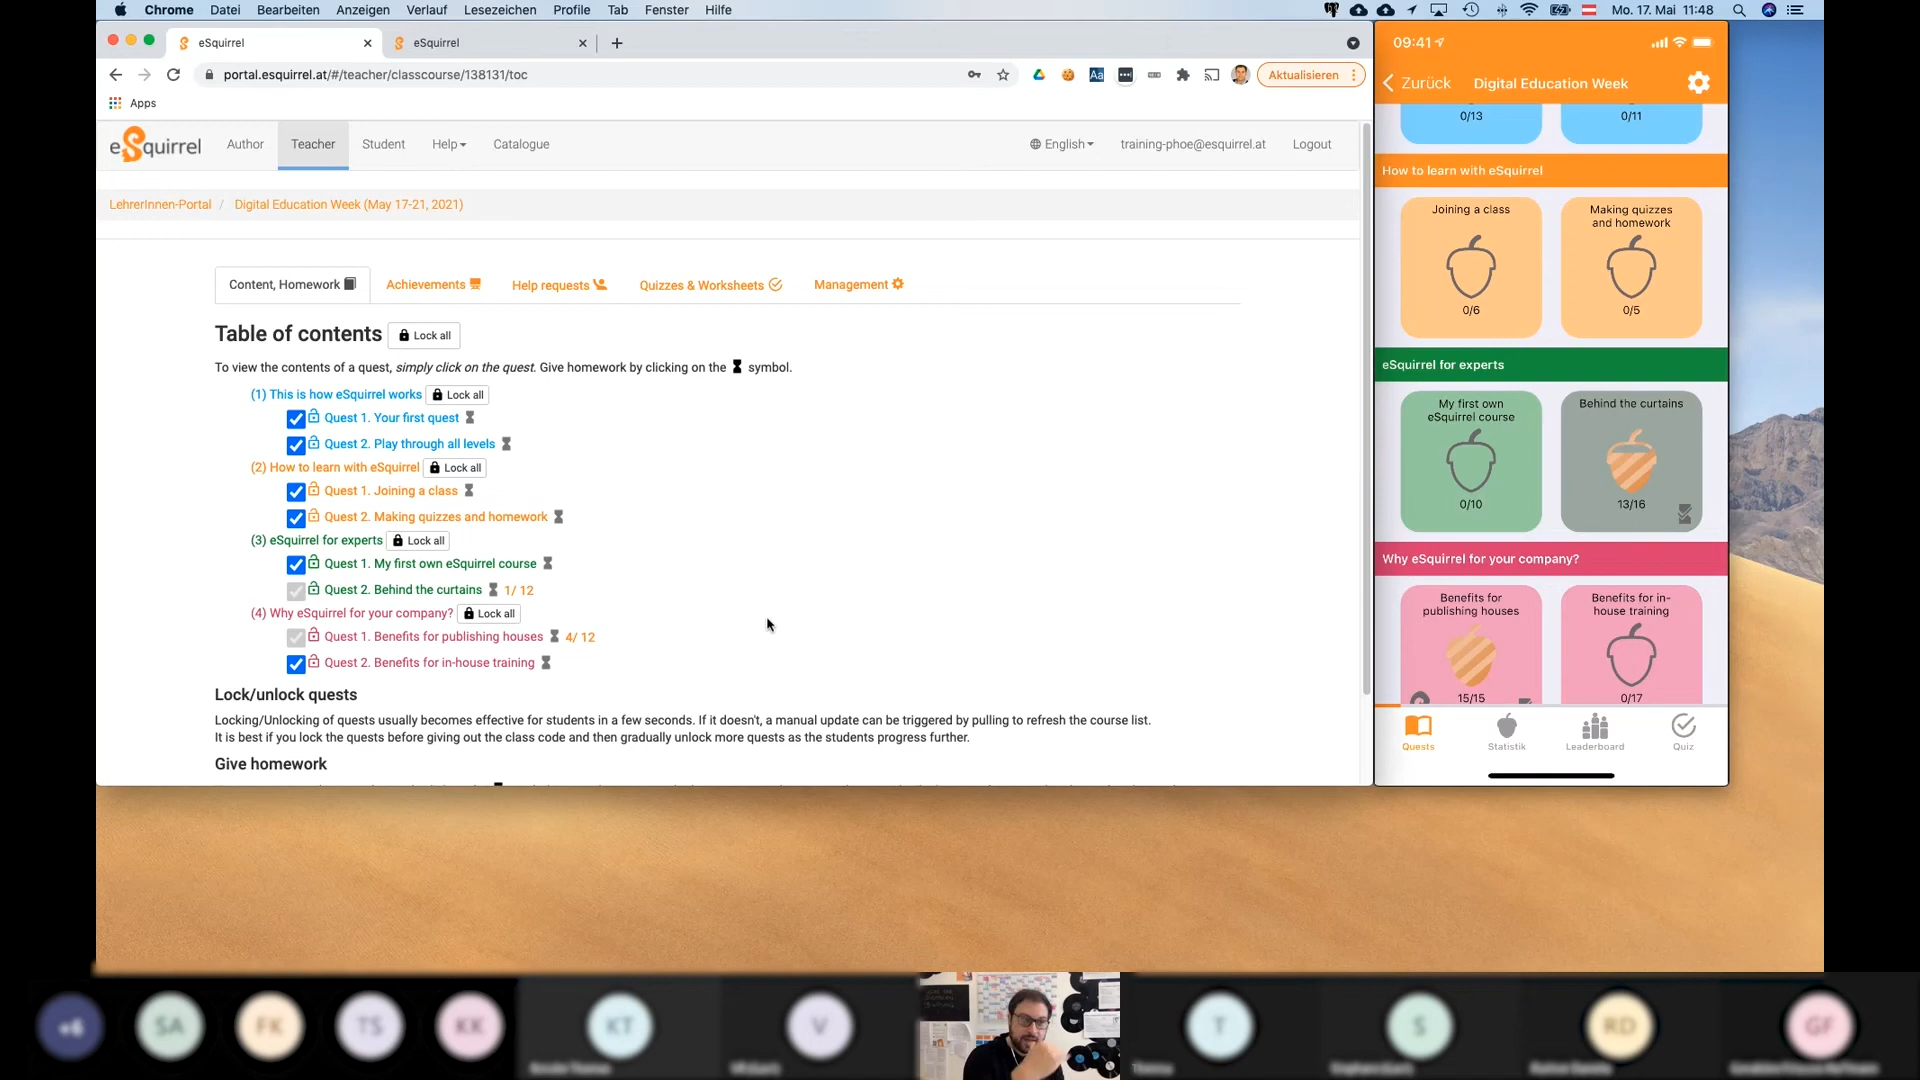 Chrome Datei Bearbeiten Anzeigen Verlauf Lesezeichen Profile Tab Fenster Hilfe
Mo. 17. Mai 11:48
eSquirrel
eSquirrel
portal.esquirrel.at/#/teacher/classcourse/138131/toc
Aa
Aktualisieren
Apps
eSquirrel
Author
Teacher
Student
Help
Catalogue
English
training-phoe@esquirrel.at
Logout
LehrerInnen-Portal / Digital Education Week (May 17-21, 2021)
Content, Homework
Achievements
Help requests
Quizzes & Worksheets
Management
Table of contents Lock all
To view the contents of a quest, simply click on the quest. Give homework by clicking on the symbol.
(1) This is how eSquirrel works Lock all
Quest 1. Your first quest
Quest 2. Play through all levels
(2) How to learn with eSquirrel Lock all
Quest 1. Joining a class
Quest 2. Making quizzes and homework
(3) eSquirrel for experts Lock all
Quest 1. My first own eSquirrel course
Quest 2. Behind the curtains 1/ 12
(4) Why eSquirrel for your company? Lock all
Quest 1. Benefits for publishing houses 4/ 12
Quest 2. Benefits for in-house training
Lock/unlock quests
Locking/Unlocking of quests usually becomes effective for students in a few seconds. If it doesn't, a manual update can be triggered by pulling to refresh the course list.
It is best if you lock the quests before giving out the class code and then gradually unlock more quests as the students progress further.
Give homework
09:41
Zurück Digital Education Week
0/13
0/11
How to learn with eSquirrel
Joining a class
0/6
Making quizzes
and homework
0/5
eSquirrel for experts
My first own
eSquirrel course
0/10
Behind the curtains
13/16
Why eSquirrel for your company?
Benefits for
publishing houses
15/15
Benefits for in-
house training
0/17
Quests
Statistik
Leaderboard
Quiz
+6
SA
FK
TS
KK
KT
V
T
S
RD
GF